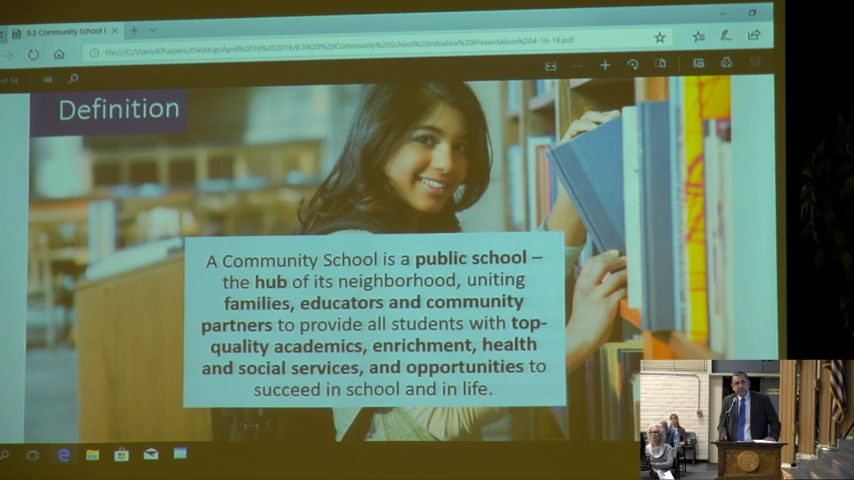 9.3 Community School I
file:///C:/Users/KPurpero/Desktop/April%2016%202019/9.3%20%20Community%20School%20Initiative%20Presentation%204-16-19.pdf
of 14
Definition
A Community School is a public school –
the hub of its neighborhood, uniting
families, educators and community
partners to provide all students with top-
quality academics, enrichment, health
and social services, and opportunities to
succeed in school and in life.